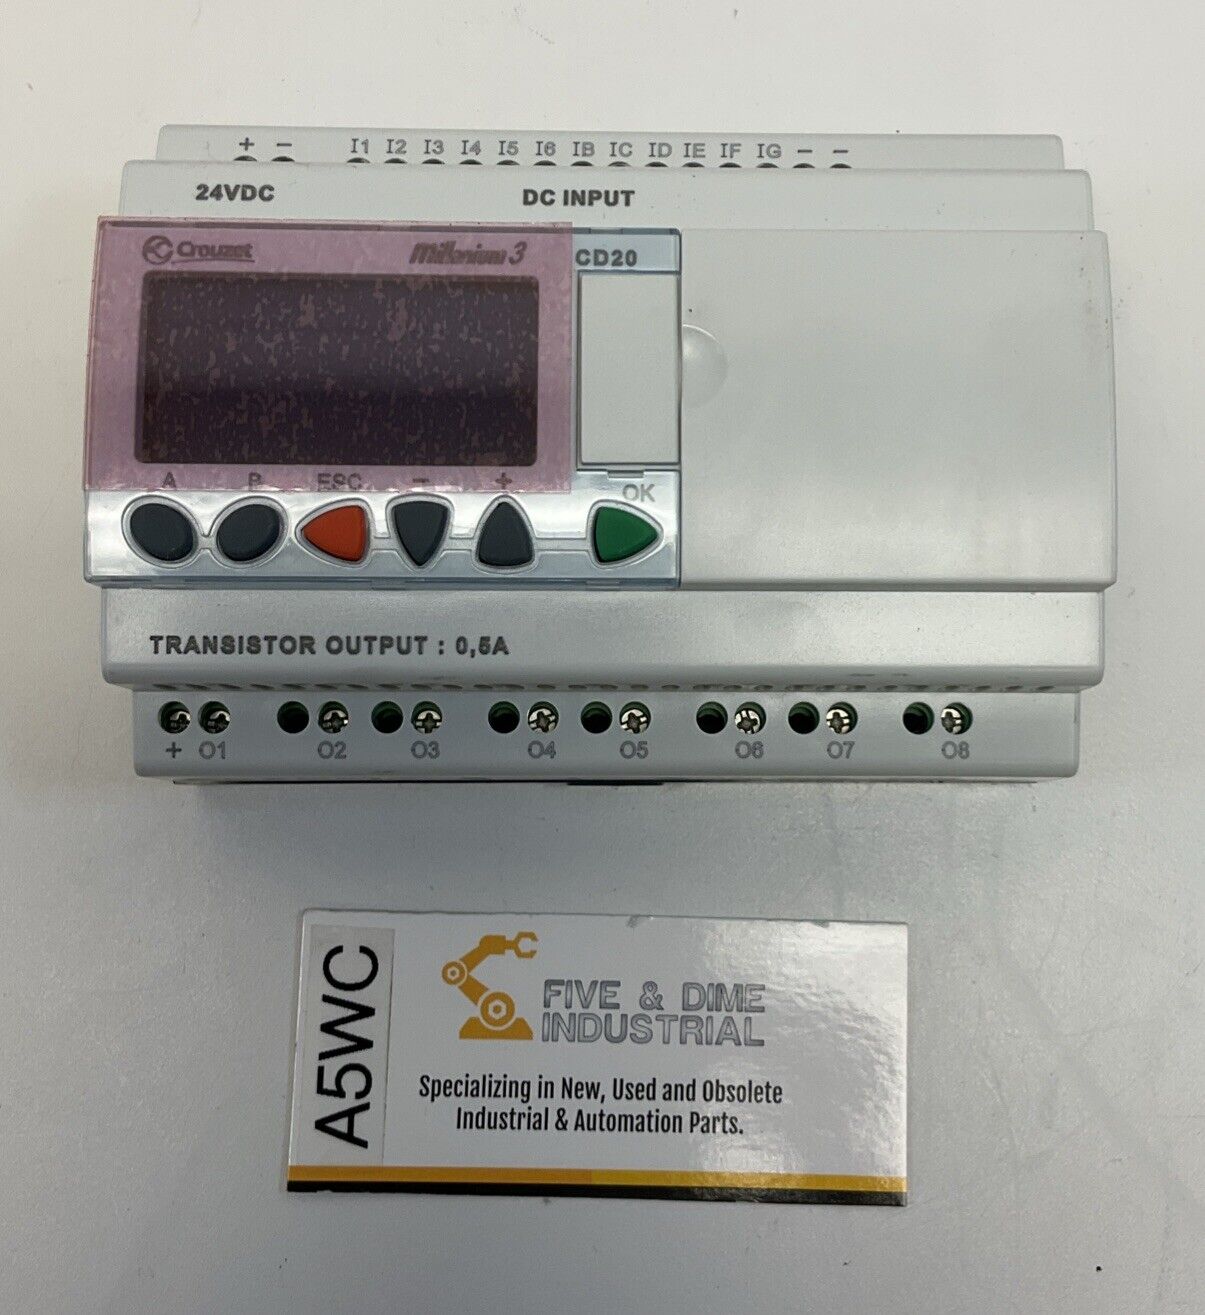 + − I1 I2 I3 I4 I5 I6 IB IC ID IE IF IG − −
24VDC DC INPUT
Crouzet Millenium 3 CD20
A B ESC − + OK
TRANSISTOR OUTPUT : 0,5A
+ O1 O2 O3 O4 O5 O6 O7 O8
A5WC
FIVE & DIME
INDUSTRIAL
Specializing in New, Used and Obsolete
Industrial & Automation Parts.